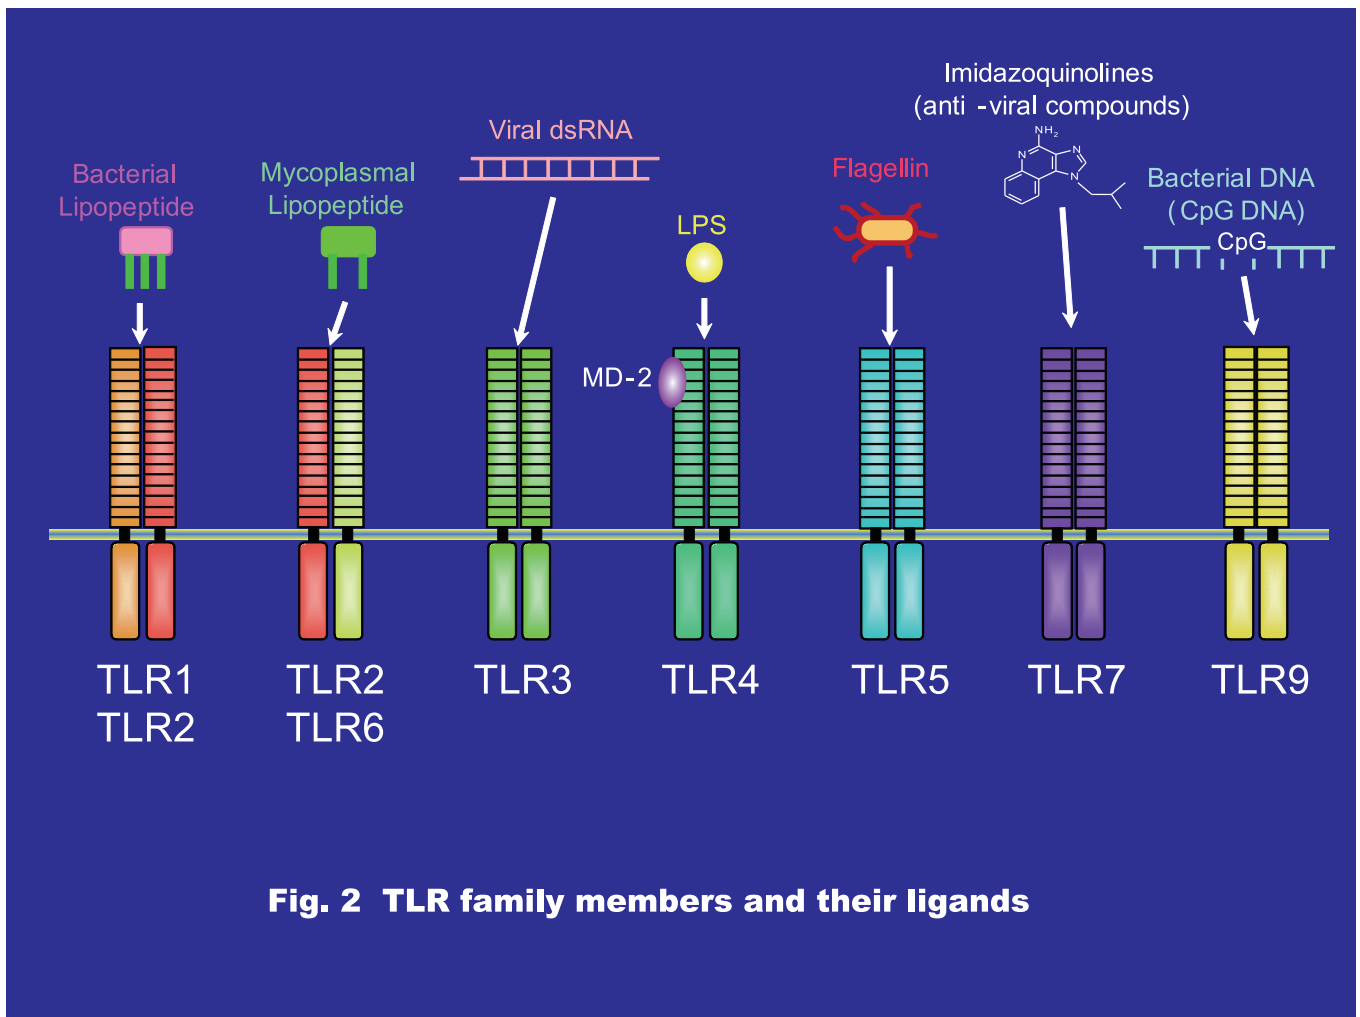 Imidazoquinolines
(anti -viral compounds)
NH2
N
N
N
Viral dsRNA
Bacterial
Lipopeptide
Mycoplasmal
Lipopeptide
LPS
Flagellin
Bacterial DNA
(CpG DNA)
CpG
MD-2
TLR1
TLR2
TLR2
TLR6
TLR3
TLR4
TLR5
TLR7
TLR9
Fig. 2 TLR family members and their ligands